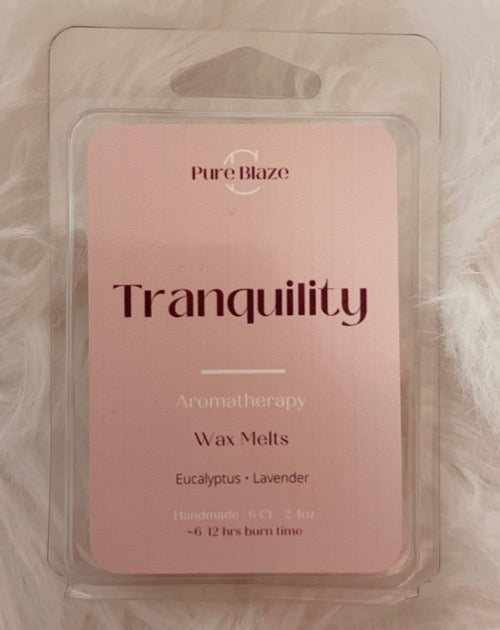 Pure Blaze
Tranquility
Aromatherapy
Wax Melts
Eucalyptus • Lavender
Handmade | 6 Ct | 2.4oz
~6-12 hrs burn time